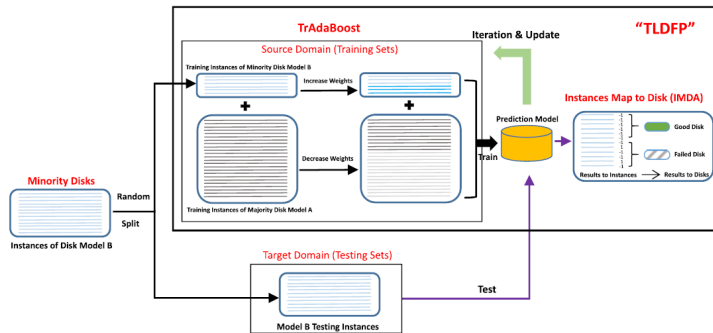 TrAdaBoost
"TLDFP"
Source Domain (Training Sets)
Iteration & Update
Training Instances of Minority Disk Model B
Increase Weights
Prediction Model
Instances Map to Disk (IMDA)
Good Disk
Failed Disk
Results to Instances
Results to Disks
Decrease Weights
Train
Training Instances of Majority Disk Model A
Minority Disks
Random
Split
Instances of Disk Model B
Target Domain (Testing Sets)
Test
Model B Testing Instances